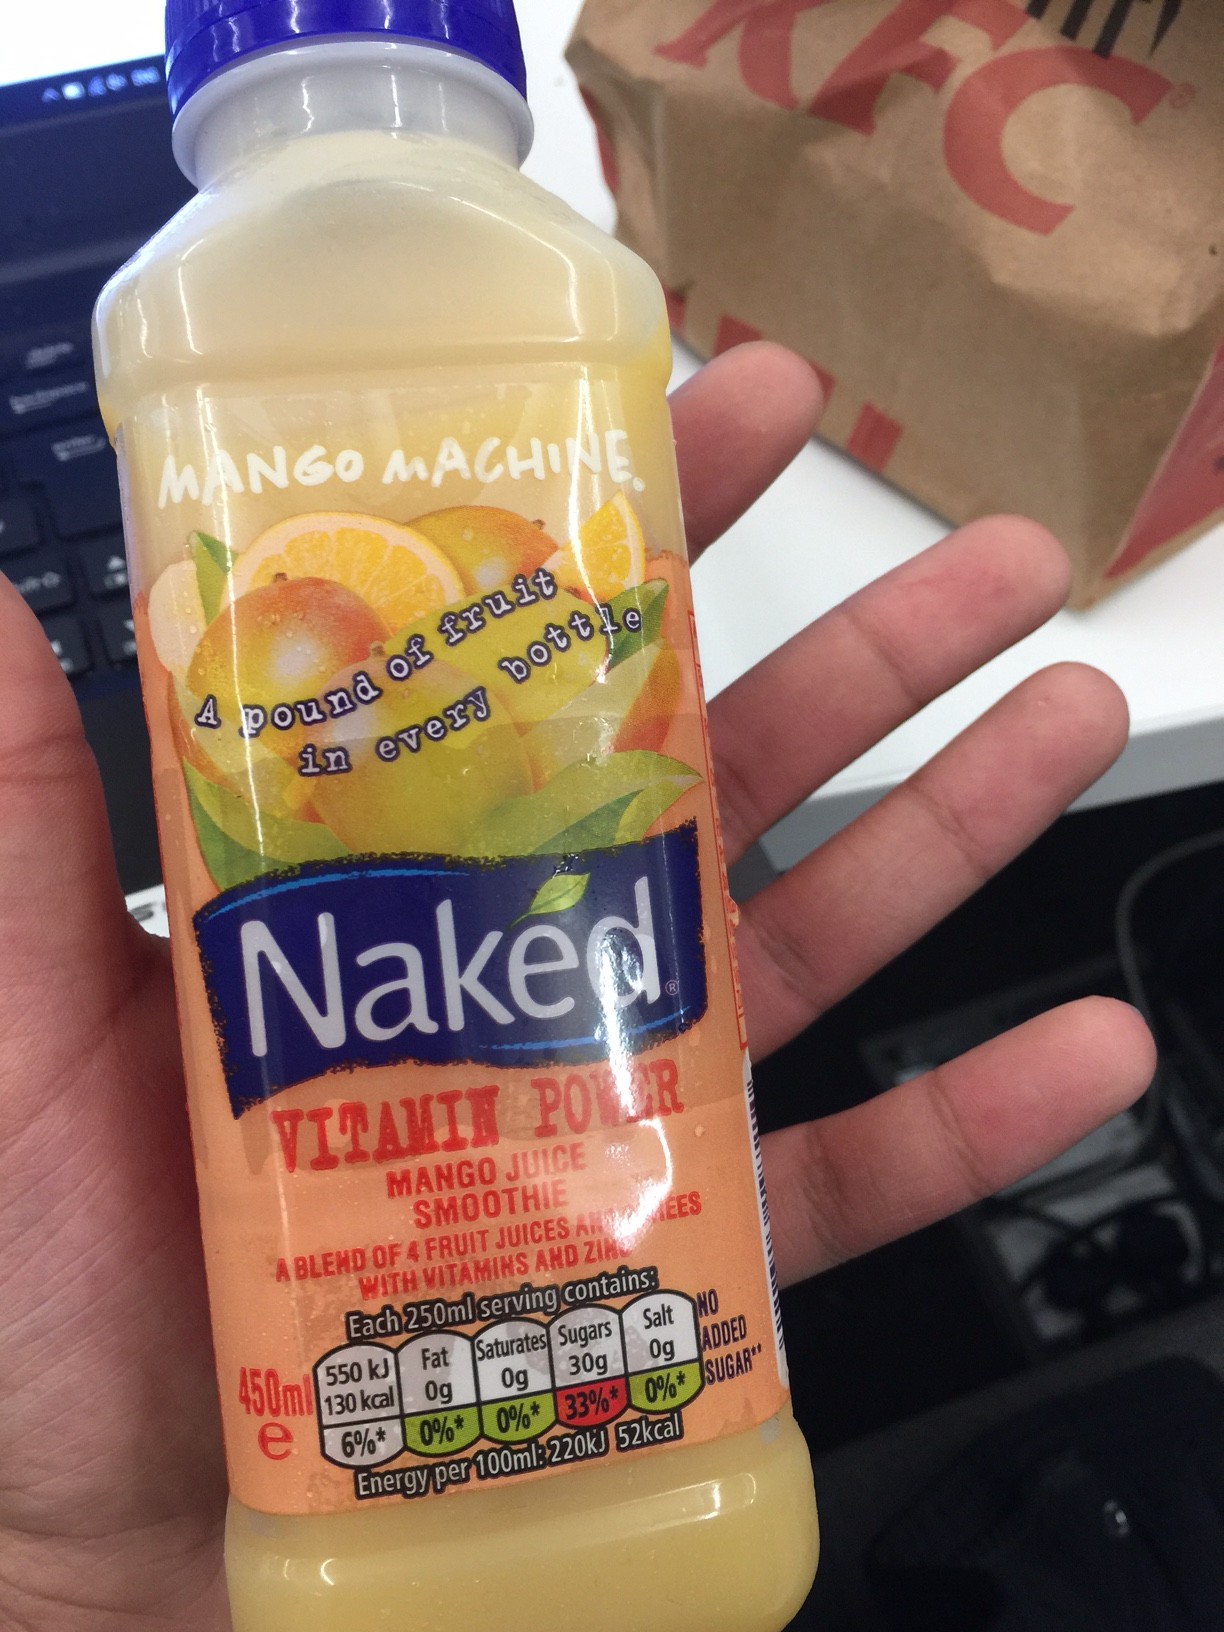 KFC®
MANGO MACHINE.
A pound of fruit
in every bottle
Naked®
VITAMIN POWER
MANGO JUICE
SMOOTHIE
A BLEND OF 4 FRUIT JUICES AND PUREES
WITH VITAMINS AND ZINC
Each 250ml serving contains:
450ml
e
550 kJ
130 kcal
6%*
Fat
0g
0%*
Saturates
0g
0%*
Sugars
30g
33%*
Salt
0g
0%*
NO
ADDED
SUGAR**
Energy per 100ml: 220kJ 52kcal